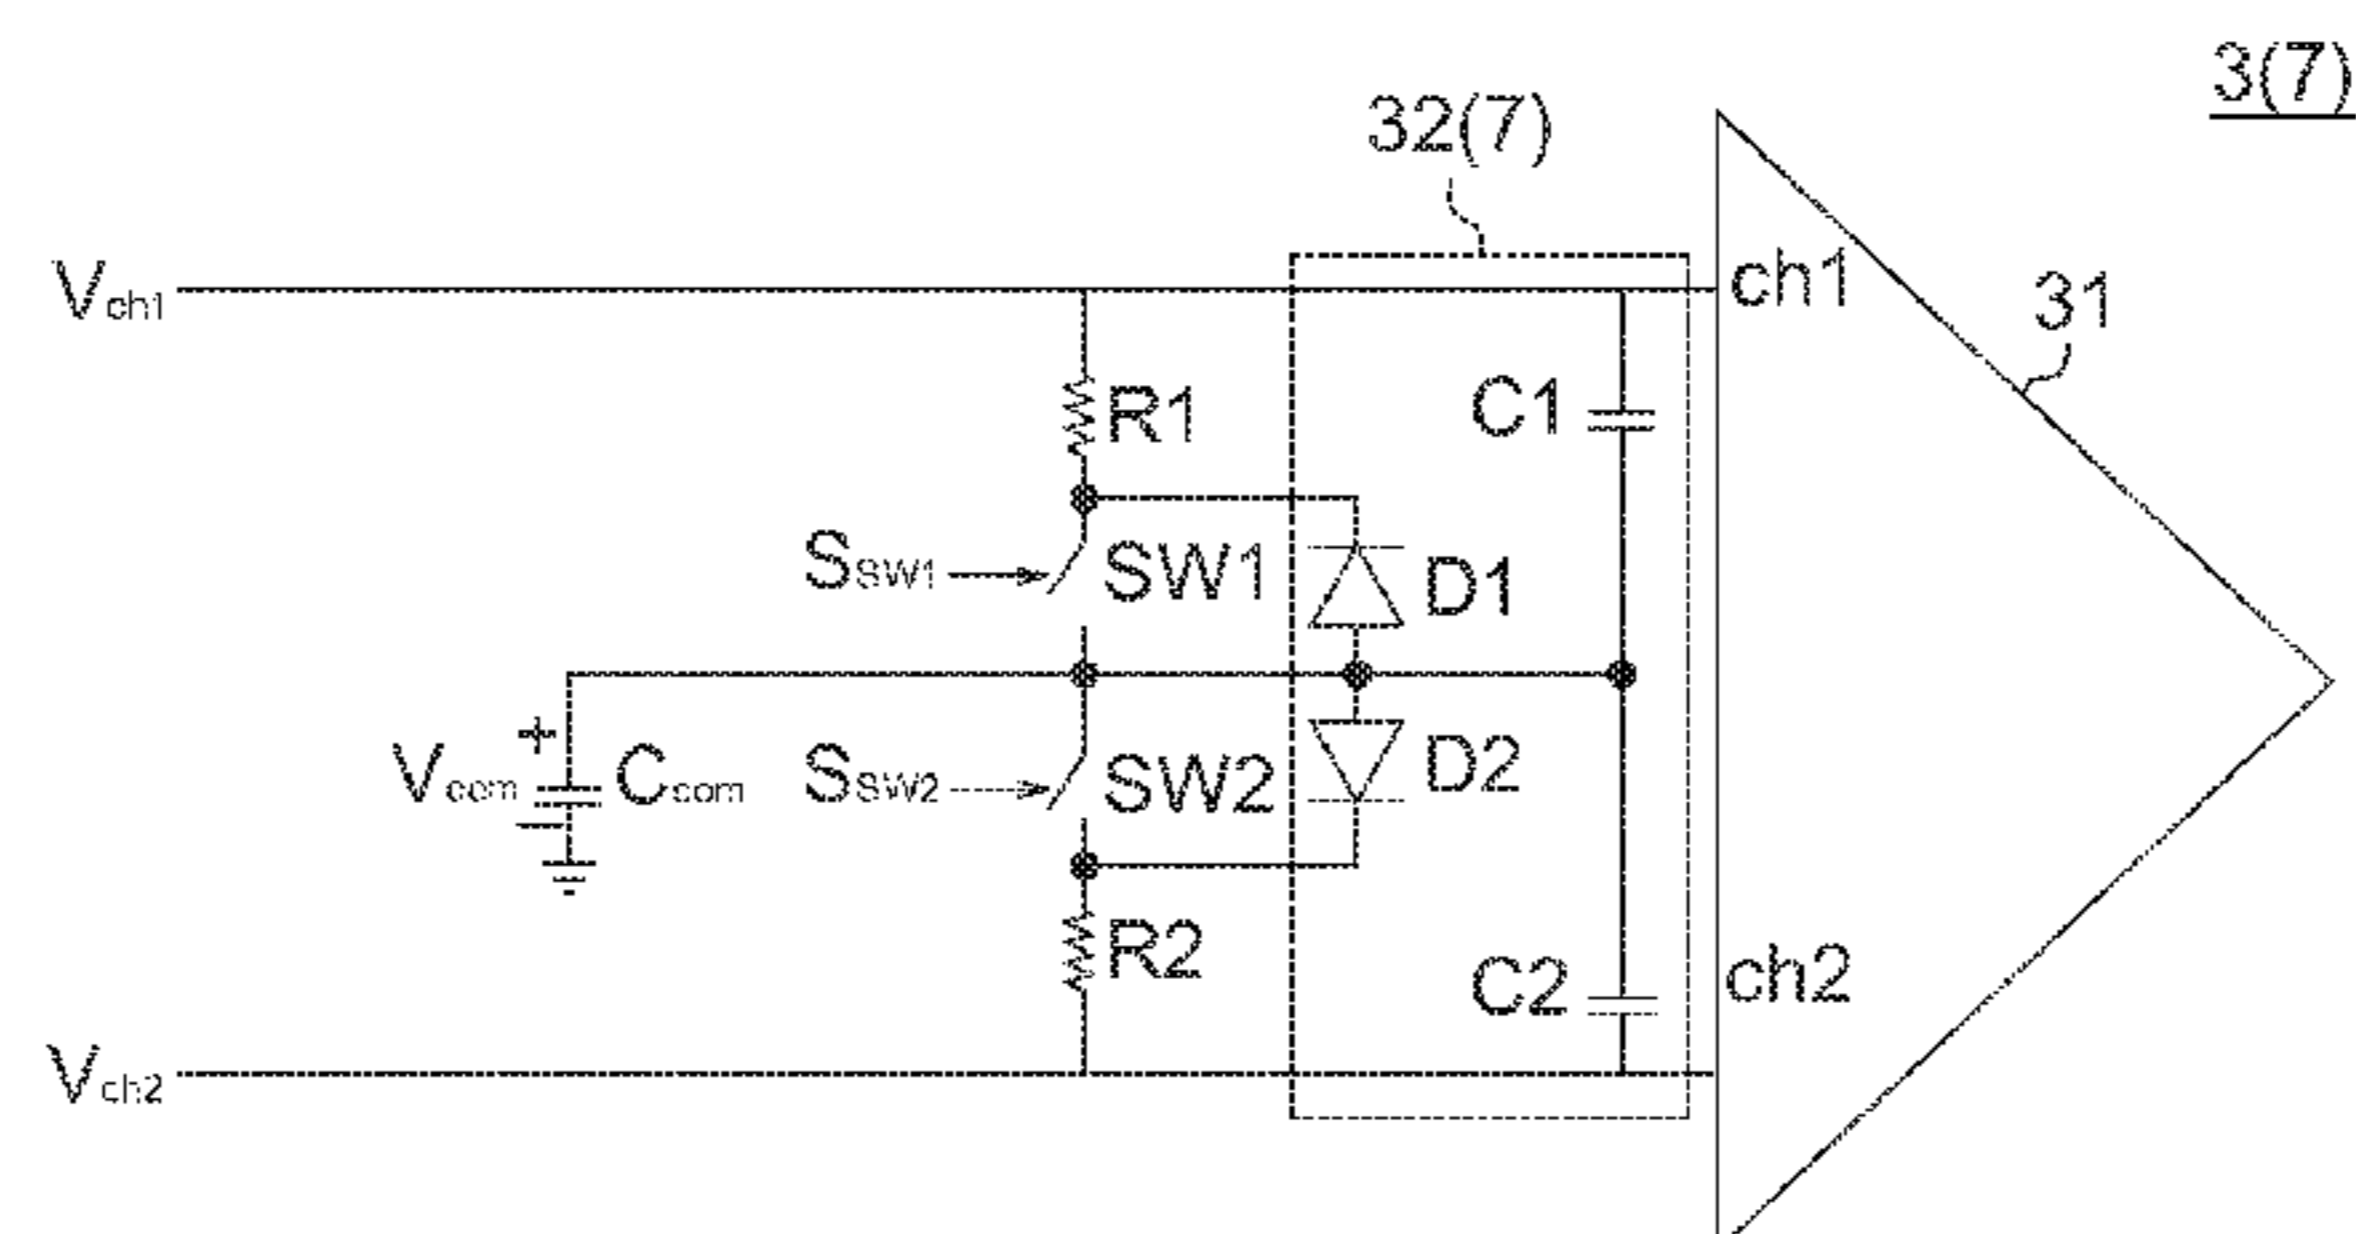 3(7)
32(7)
Vch1
ch1
31
R1
C1
SSW1
SW1
D1
Vcom
+
Ccom
SSW2
SW2
D2
R2
C2
ch2
Vch2